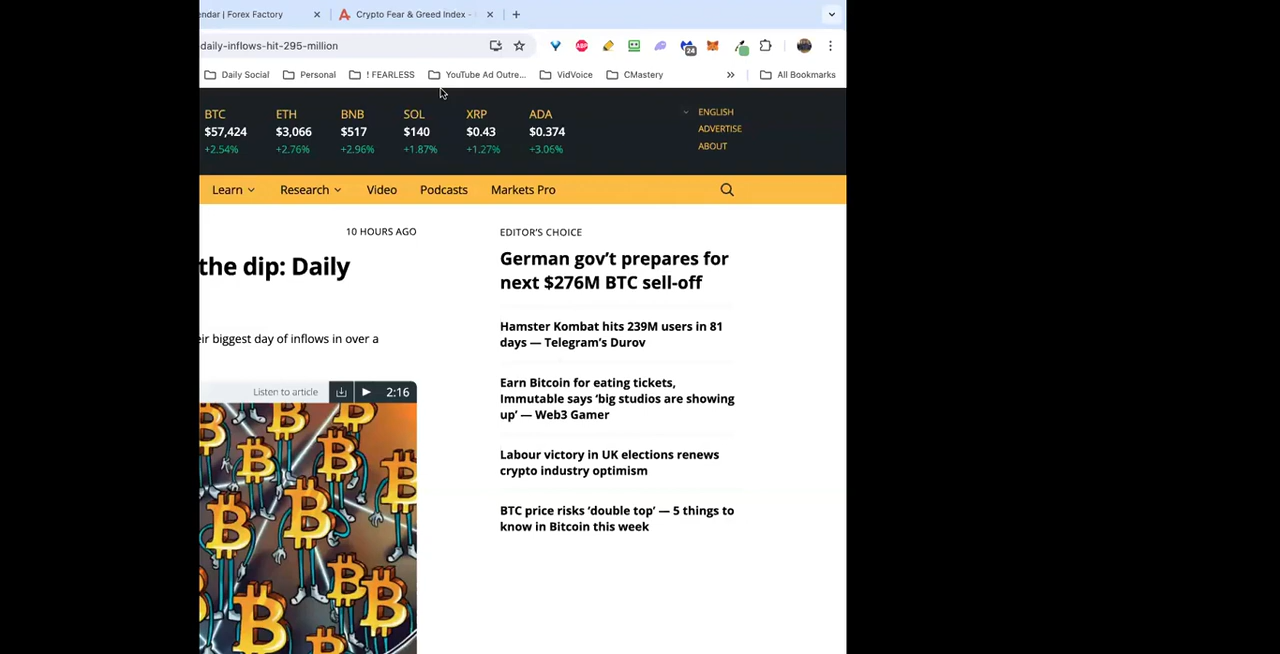 endar | Forex Factory
Crypto Fear & Greed Index -
daily-inflows-hit-295-million
ABP
24
Daily Social
Personal
! FEARLESS
YouTube Ad Outre...
VidVoice
CMastery
All Bookmarks
BTC ETH BNB SOL XRP ADA
$57,424 $3,066 $517 $140 $0.43 $0.374
+2.54% +2.76% +2.96% +1.87% +1.27% +3.06%
ENGLISH
ADVERTISE
ABOUT
Learn Research Video Podcasts Markets Pro
10 HOURS AGO
the dip: Daily
eir biggest day of inflows in over a
Listen to article 2:16
EDITOR'S CHOICE
German gov't prepares for
next $276M BTC sell-off
Hamster Kombat hits 239M users in 81
days — Telegram's Durov
Earn Bitcoin for eating tickets,
Immutable says 'big studios are showing
up' — Web3 Gamer
Labour victory in UK elections renews
crypto industry optimism
BTC price risks 'double top' — 5 things to
know in Bitcoin this week